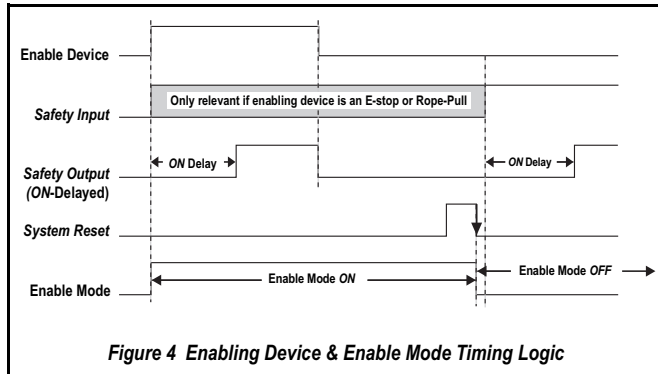 Enable Device
Only relevant if enabling device is an E-stop or Rope-Pull
Safety Input
ON Delay
ON Delay
Safety Output
(ON-Delayed)
System Reset
Enable Mode ON
Enable Mode OFF
Enable Mode
Figure 4 Enabling Device & Enable Mode Timing Logic